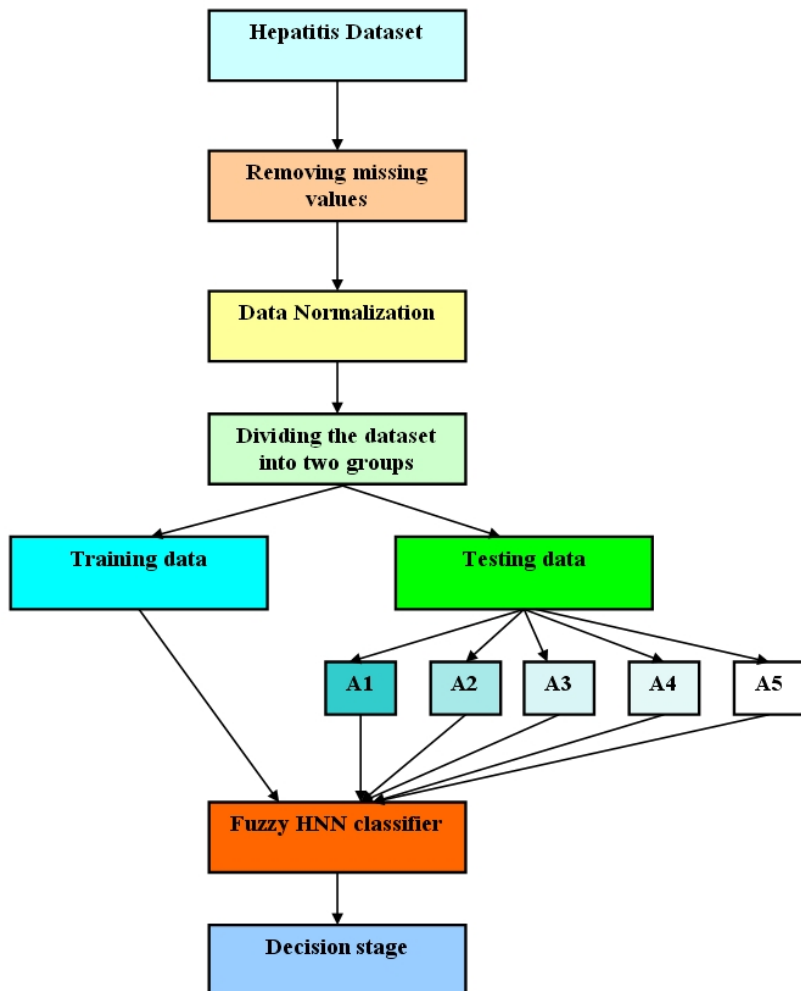 Hepatitis Dataset
Removing missing
values
Data Normalization
Dividing the dataset
into two groups
Training data
Testing data
A1
A2
A3
A4
A5
Fuzzy HNN classifier
Decision stage